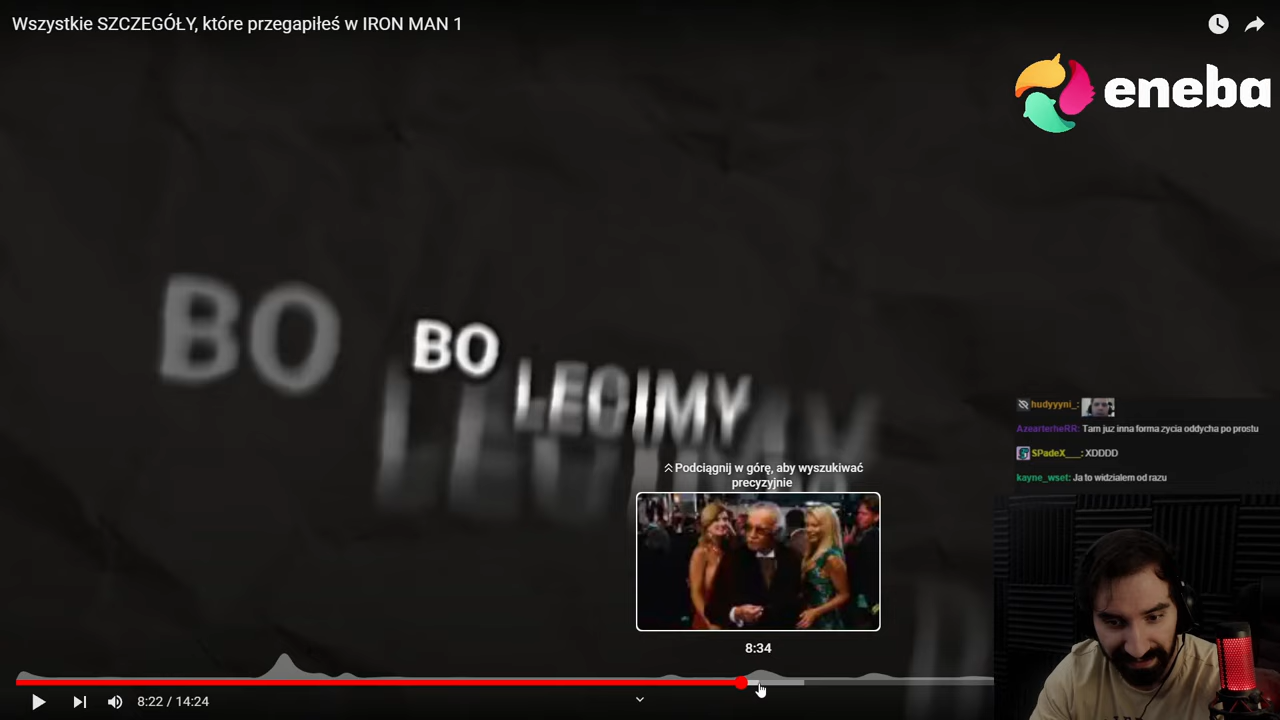 Wszystkie SZCZEGÓŁY, które przegapiłeś w IRON MAN 1
eneba
BO
BO LECIMY
hudyyyni_:
AzearterheRR: Tam juz inna forma zycia oddycha po prostu
SPadeX___: XDDDD
kayne_wset: Ja to widzialem od razu
Podciągnij w górę, aby wyszukiwać
precyzyjnie
8:34
8:22 / 14:24